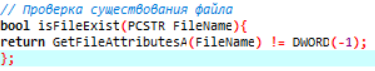 // Проверка существования файла
bool isFileExist(PCSTR FileName){
return GetFileAttributesA(FileName) != DWORD(-1);
};